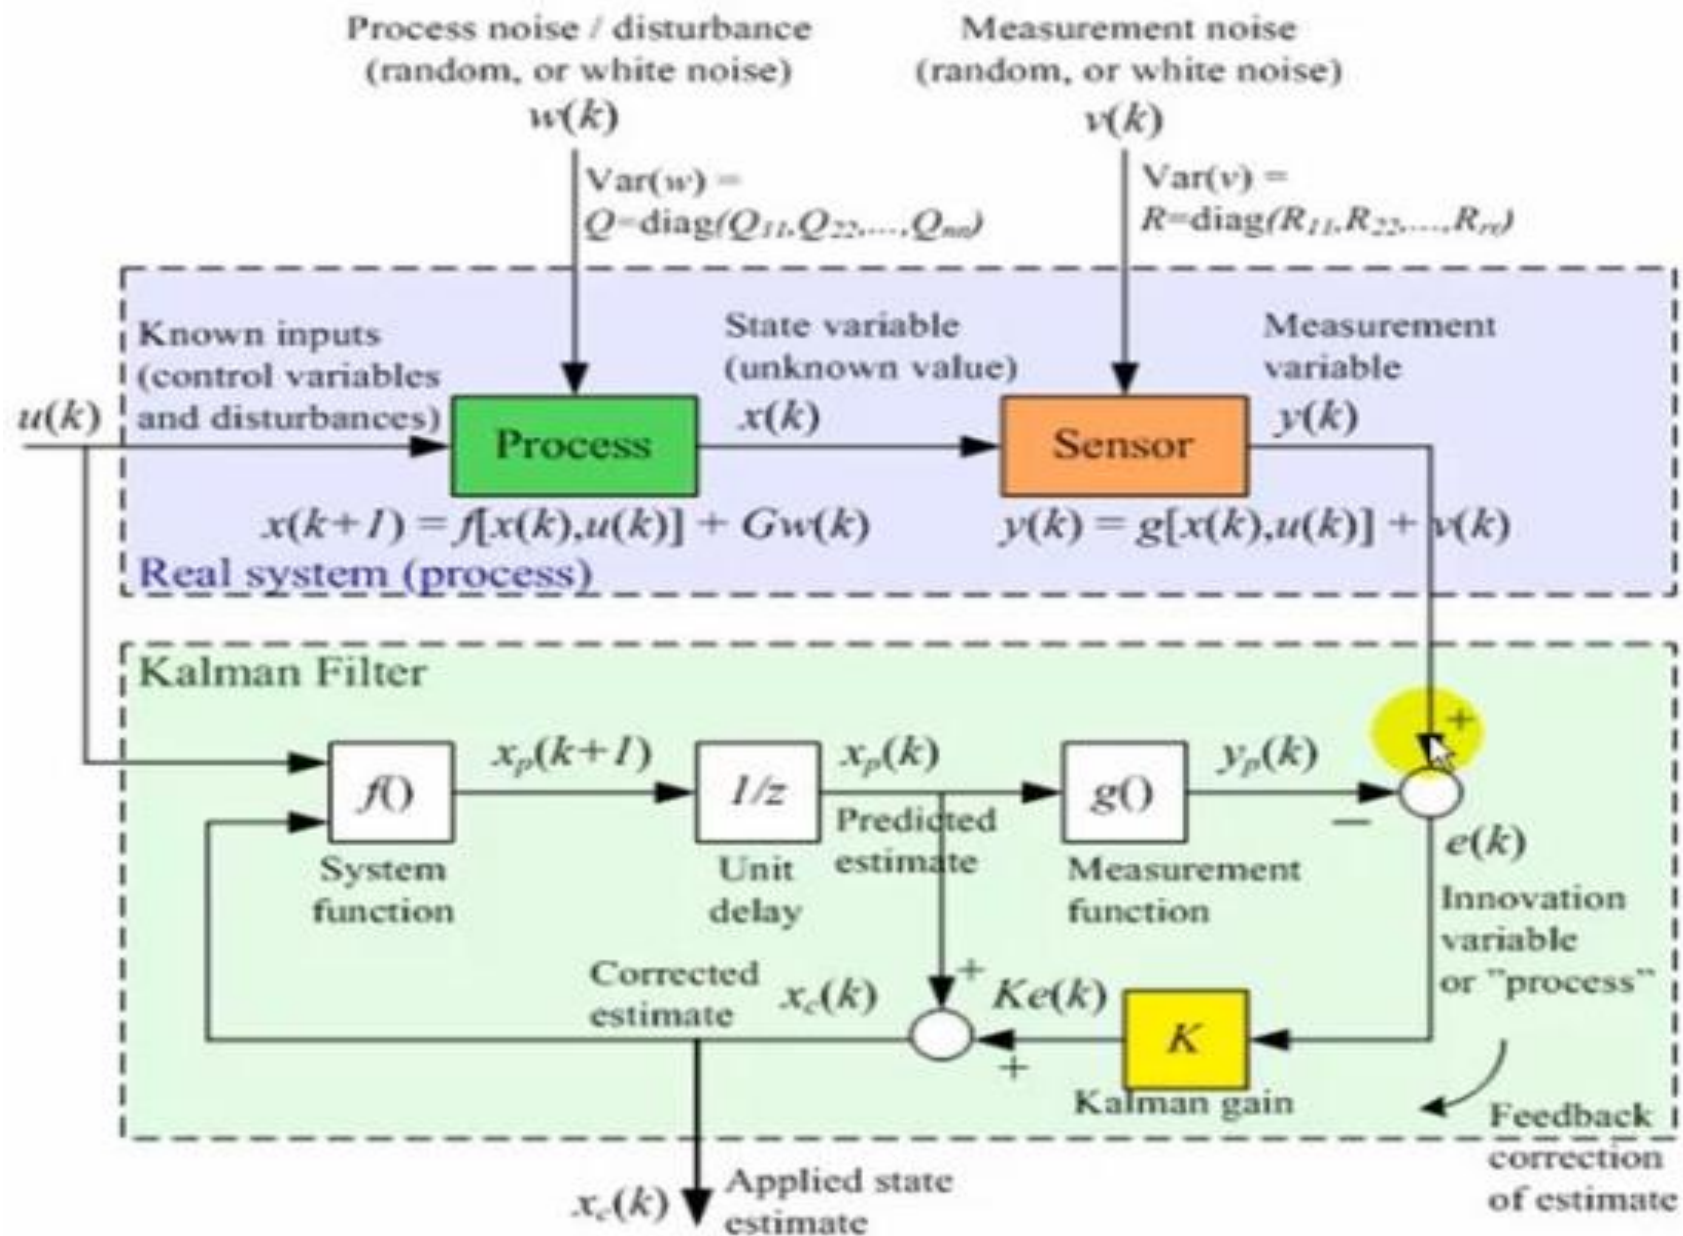 Process noise / disturbance
(random, or white noise)
w(k)
Measurement noise
(random, or white noise)
v(k)
Var(w) =
Q=diag(Q₁₁,Q₂₂,...,Qₙₙ)
Var(v) =
R=diag(R₁₁,R₂₂,...,Rᵣᵣ)
Known inputs
(control variables
and disturbances)
u(k)
State variable
(unknown value)
x(k)
Measurement
variable
y(k)
Process
Sensor
x(k+1) = f[x(k),u(k)] + Gw(k)
y(k) = g[x(k),u(k)] + v(k)
Real system (process)
Kalman Filter
f()
System
function
xₚ(k+1)
1/z
Unit
delay
xₚ(k)
Predicted
estimate
g()
Measurement
function
yₚ(k)
+
−
e(k)
Innovation
variable
or "process"
Corrected
estimate
x_c(k)
+
Ke(k)
+
K
Kalman gain
Feedback
correction
of estimate
x_c(k)
Applied state
estimate